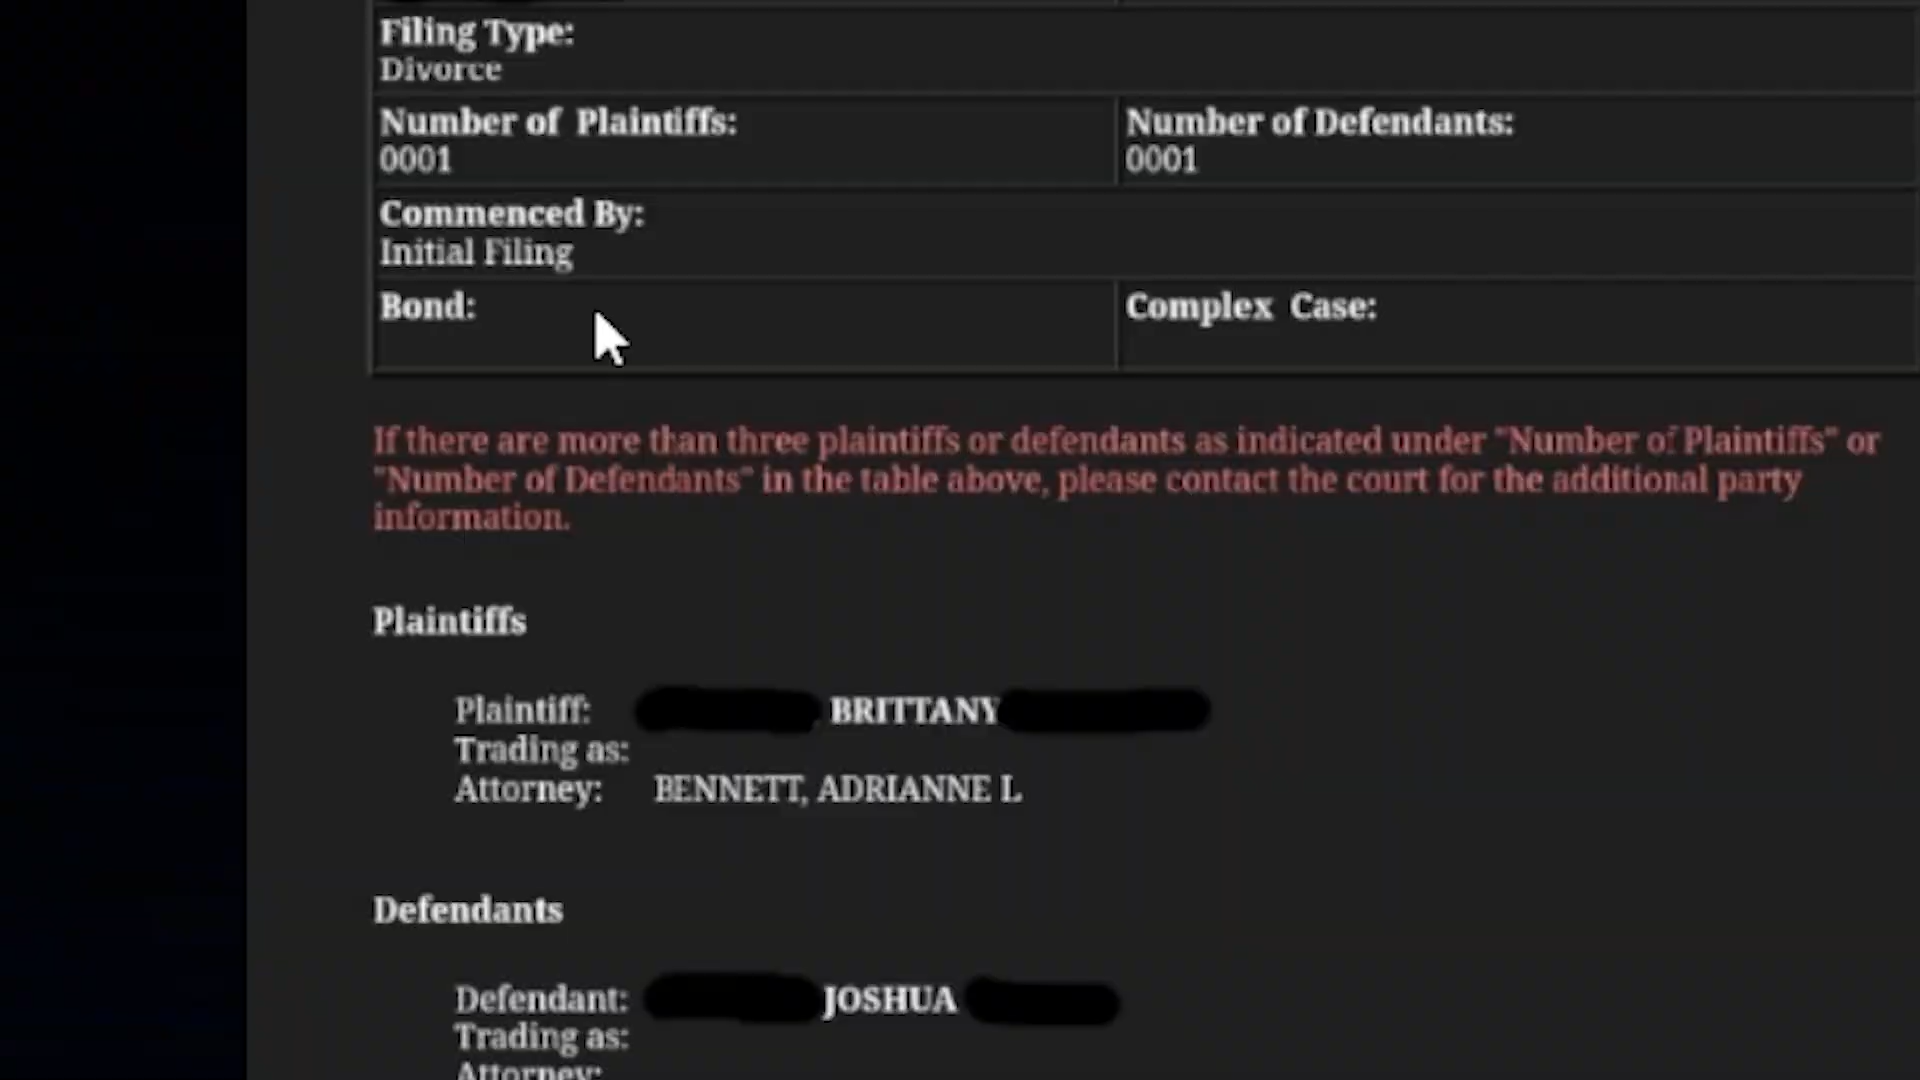 Filing Type:
Divorce
Number of Plaintiffs:
0001
Number of Defendants:
0001
Commenced By:
Initial Filing
Bond:
Complex Case:
If there are more than three plaintiffs or defendants as indicated under "Number of Plaintiffs" or
"Number of Defendants" in the table above, please contact the court for the additional party
information.
Plaintiffs
Plaintiff: BRITTANY
Trading as:
Attorney: BENNETT, ADRIANNE L
Defendants
Defendant: JOSHUA
Trading as:
Attorney: